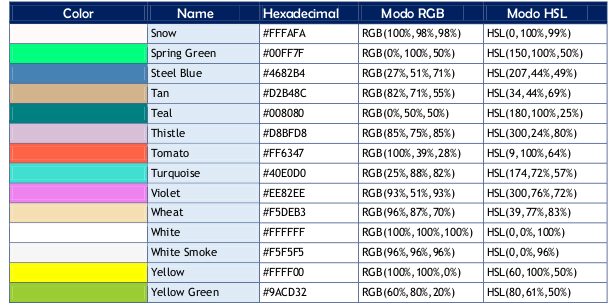 Color Name Hexadecimal Modo RGB Modo HSL
Snow #FFFAFA RGB(100%,98%,98%) HSL(0,100%,99%)
Spring Green #00FF7F RGB(0%,100%,50%) HSL(150,100%,50%)
Steel Blue #4682B4 RGB(27%,51%,71%) HSL(207,44%,49%)
Tan #D2B48C RGB(82%,71%,55%) HSL(34,44%,69%)
Teal #008080 RGB(0%,50%,50%) HSL(180,100%,25%)
Thistle #D8BFD8 RGB(85%,75%,85%) HSL(300,24%,80%)
Tomato #FF6347 RGB(100%,39%,28%) HSL(9,100%,64%)
Turquoise #40E0D0 RGB(25%,88%,82%) HSL(174,72%,57%)
Violet #EE82EE RGB(93%,51%,93%) HSL(300,76%,72%)
Wheat #F5DEB3 RGB(96%,87%,70%) HSL(39,77%,83%)
White #FFFFFF RGB(100%,100%,100%) HSL(0,0%,100%)
White Smoke #F5F5F5 RGB(96%,96%,96%) HSL(0,0%,96%)
Yellow #FFFF00 RGB(100%,100%,0%) HSL(60,100%,50%)
Yellow Green #9ACD32 RGB(60%,80%,20%) HSL(80,61%,50%)